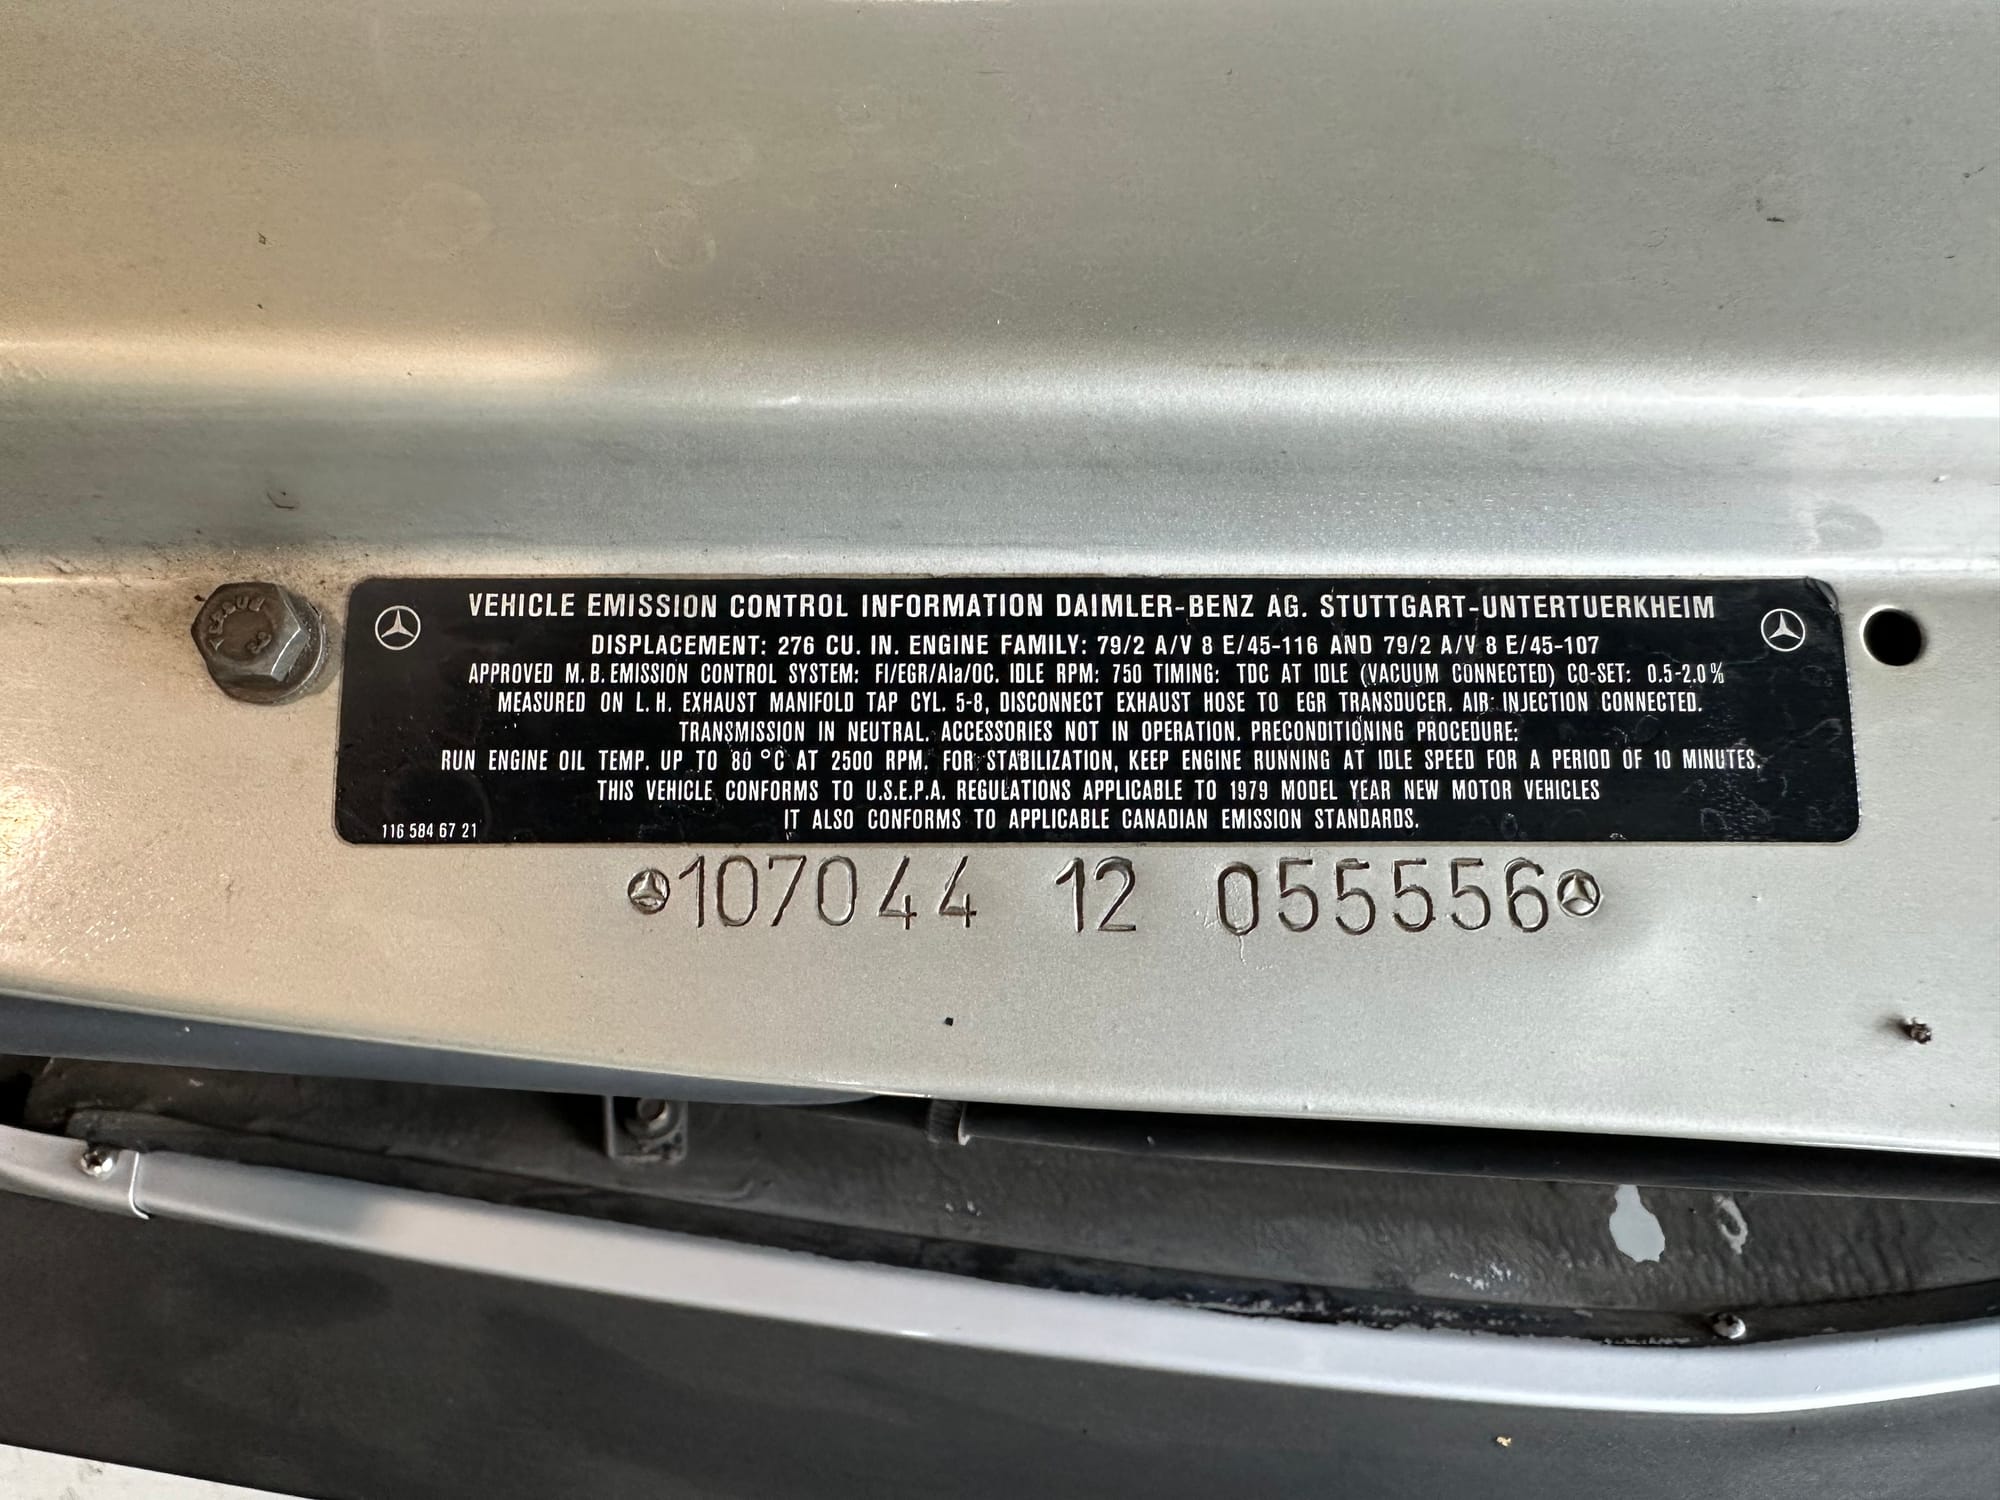 VEHICLE EMISSION CONTROL INFORMATION DAIMLER-BENZ AG. STUTTGART-UNTERTUERKHEIM
DISPLACEMENT: 276 CU. IN. ENGINE FAMILY: 79/2 A/V 8 E/45-116 AND 79/2 A/V 8 E/45-107
APPROVED M.B. EMISSION CONTROL SYSTEM: FI/EGR/AIa/OC. IDLE RPM: 750 TIMING: TDC AT IDLE (VACUUM CONNECTED) CO-SET: 0.5-2.0%
MEASURED ON L.H. EXHAUST MANIFOLD TAP CYL. 5-8, DISCONNECT EXHAUST HOSE TO EGR TRANSDUCER. AIR INJECTION CONNECTED.
TRANSMISSION IN NEUTRAL. ACCESSORIES NOT IN OPERATION. PRECONDITIONING PROCEDURE:
RUN ENGINE OIL TEMP. UP TO 80 °C AT 2500 RPM. FOR STABILIZATION, KEEP ENGINE RUNNING AT IDLE SPEED FOR A PERIOD OF 10 MINUTES.
THIS VEHICLE CONFORMS TO U.S.E.P.A. REGULATIONS APPLICABLE TO 1979 MODEL YEAR NEW MOTOR VEHICLES
IT ALSO CONFORMS TO APPLICABLE CANADIAN EMISSION STANDARDS.
116 584 67 21
107044 12 055556